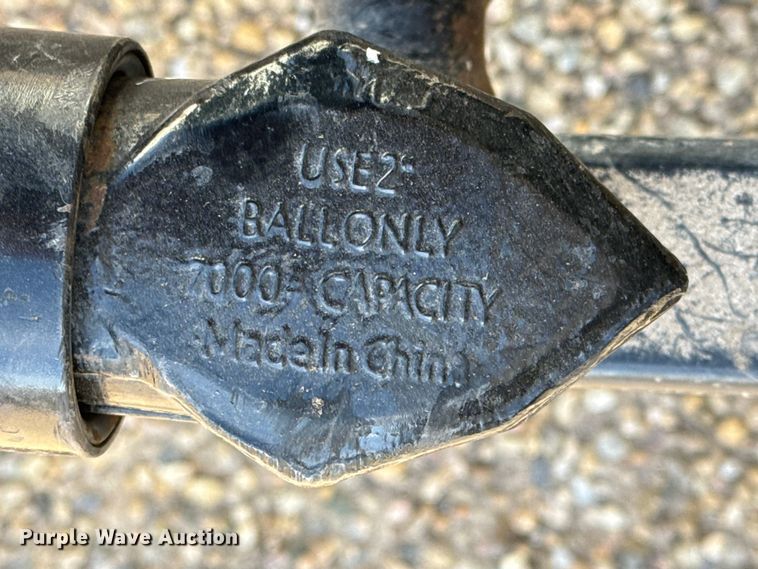 USE 2"
BALL ONLY
7000# CAPACITY
Made In China
Purple Wave Auction